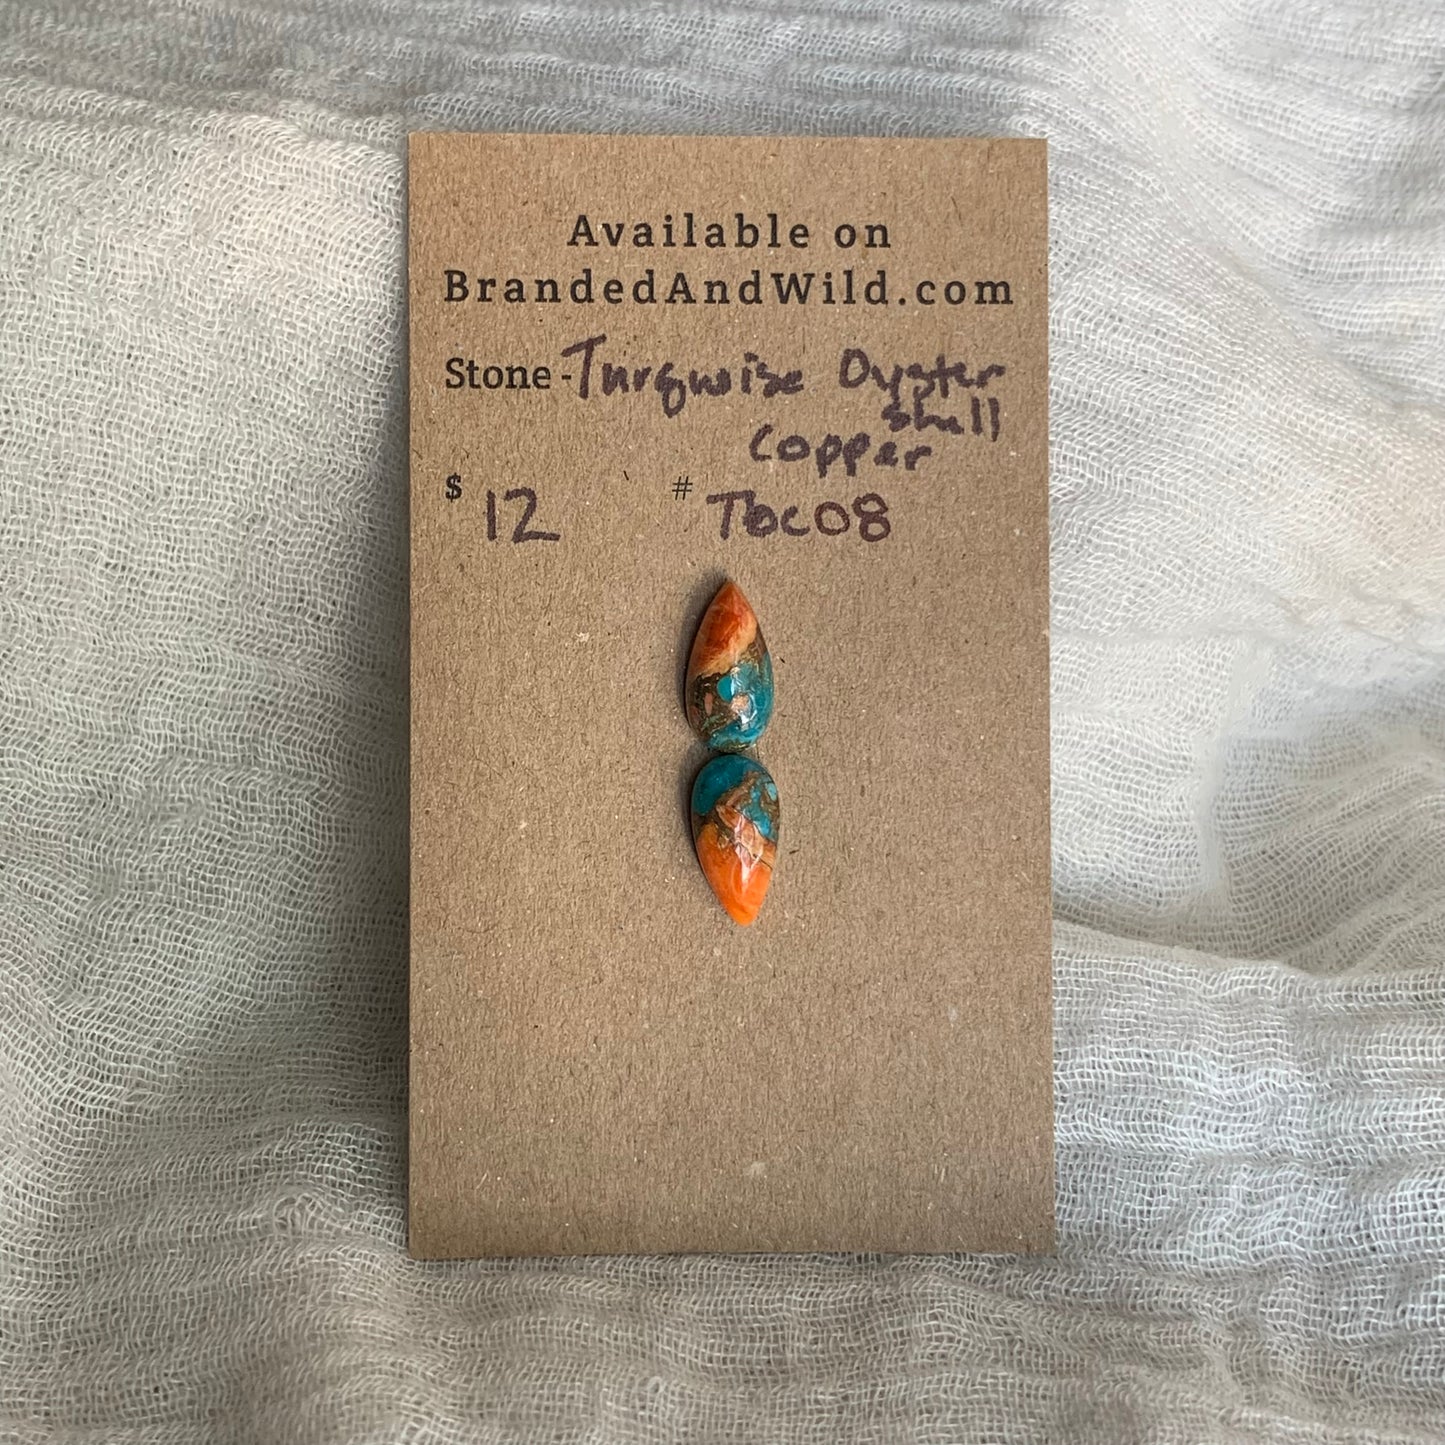 Available on
BrandedAndWild.com
Stone - Turquoise Oyster
shell
Copper
$ 12 # TOC08